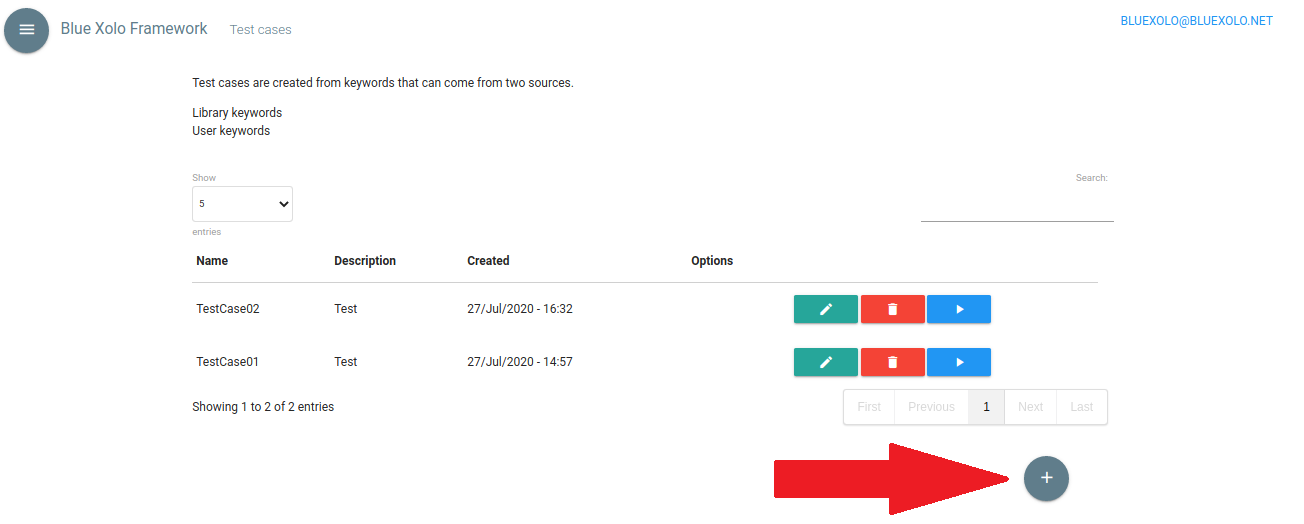 Blue Xolo Framework Test cases BLUEXOLO@BLUEXOLO.NET
Test cases are created from keywords that can come from two sources.
Library keywords
User keywords
Show Search:
5
entries
Name Description Created Options
TestCase02 Test 27/Jul/2020 - 16:32
TestCase01 Test 27/Jul/2020 - 14:57
Showing 1 to 2 of 2 entries First Previous 1 Next Last
+